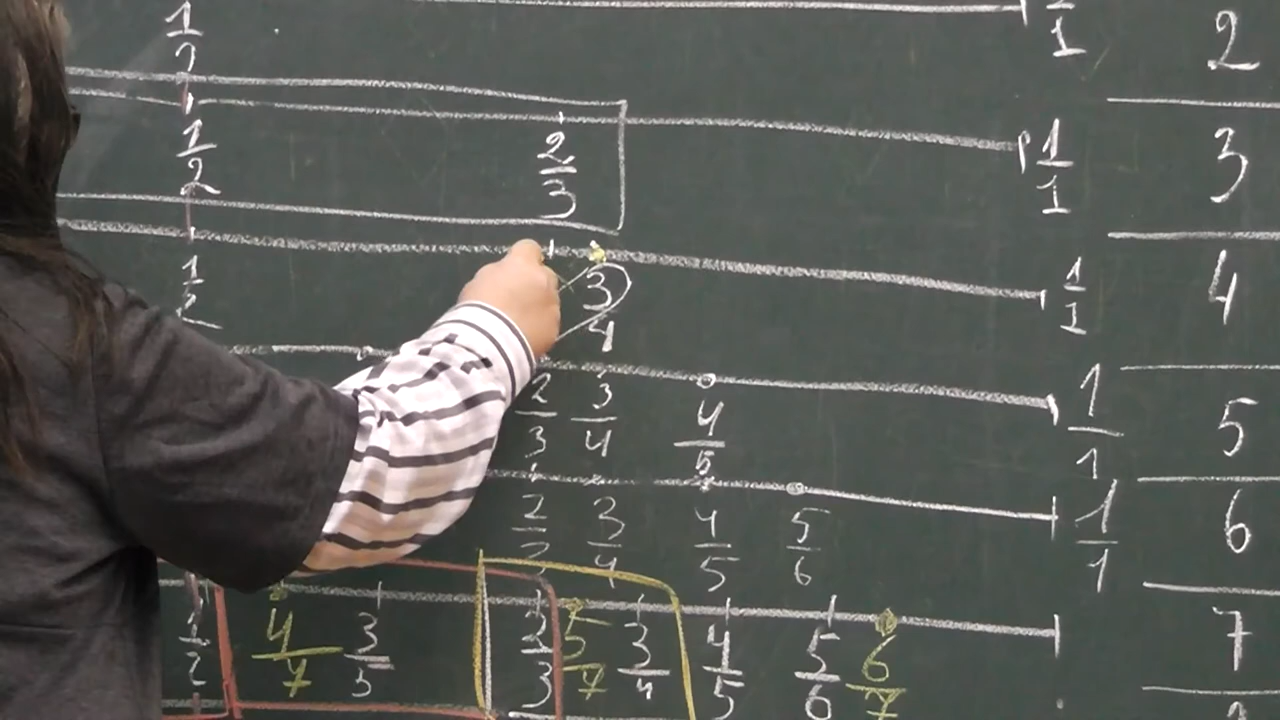 1/2 2/1 2
1/2 2/3 1/1 3
1/2 3/4 1/1 4
2/3 3/4 4/5 1/1 5
2/3 3/4 4/5 5/6 1/1 6
1/2 4/7 3/5 2/3 5/7 3/4 4/5 5/6 6/7 7